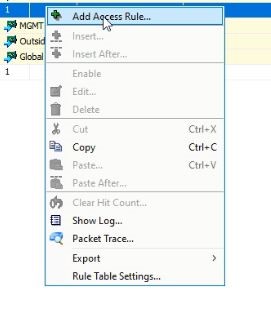 1
Add Access Rule...
MGMT
Insert...
Outsid
Insert After...
Global
1
Enable
Edit...
Delete
Cut Ctrl+X
Copy Ctrl+C
Paste... Ctrl+V
Paste After...
Clear Hit Count...
Show Log...
Packet Trace...
Export
Rule Table Settings...